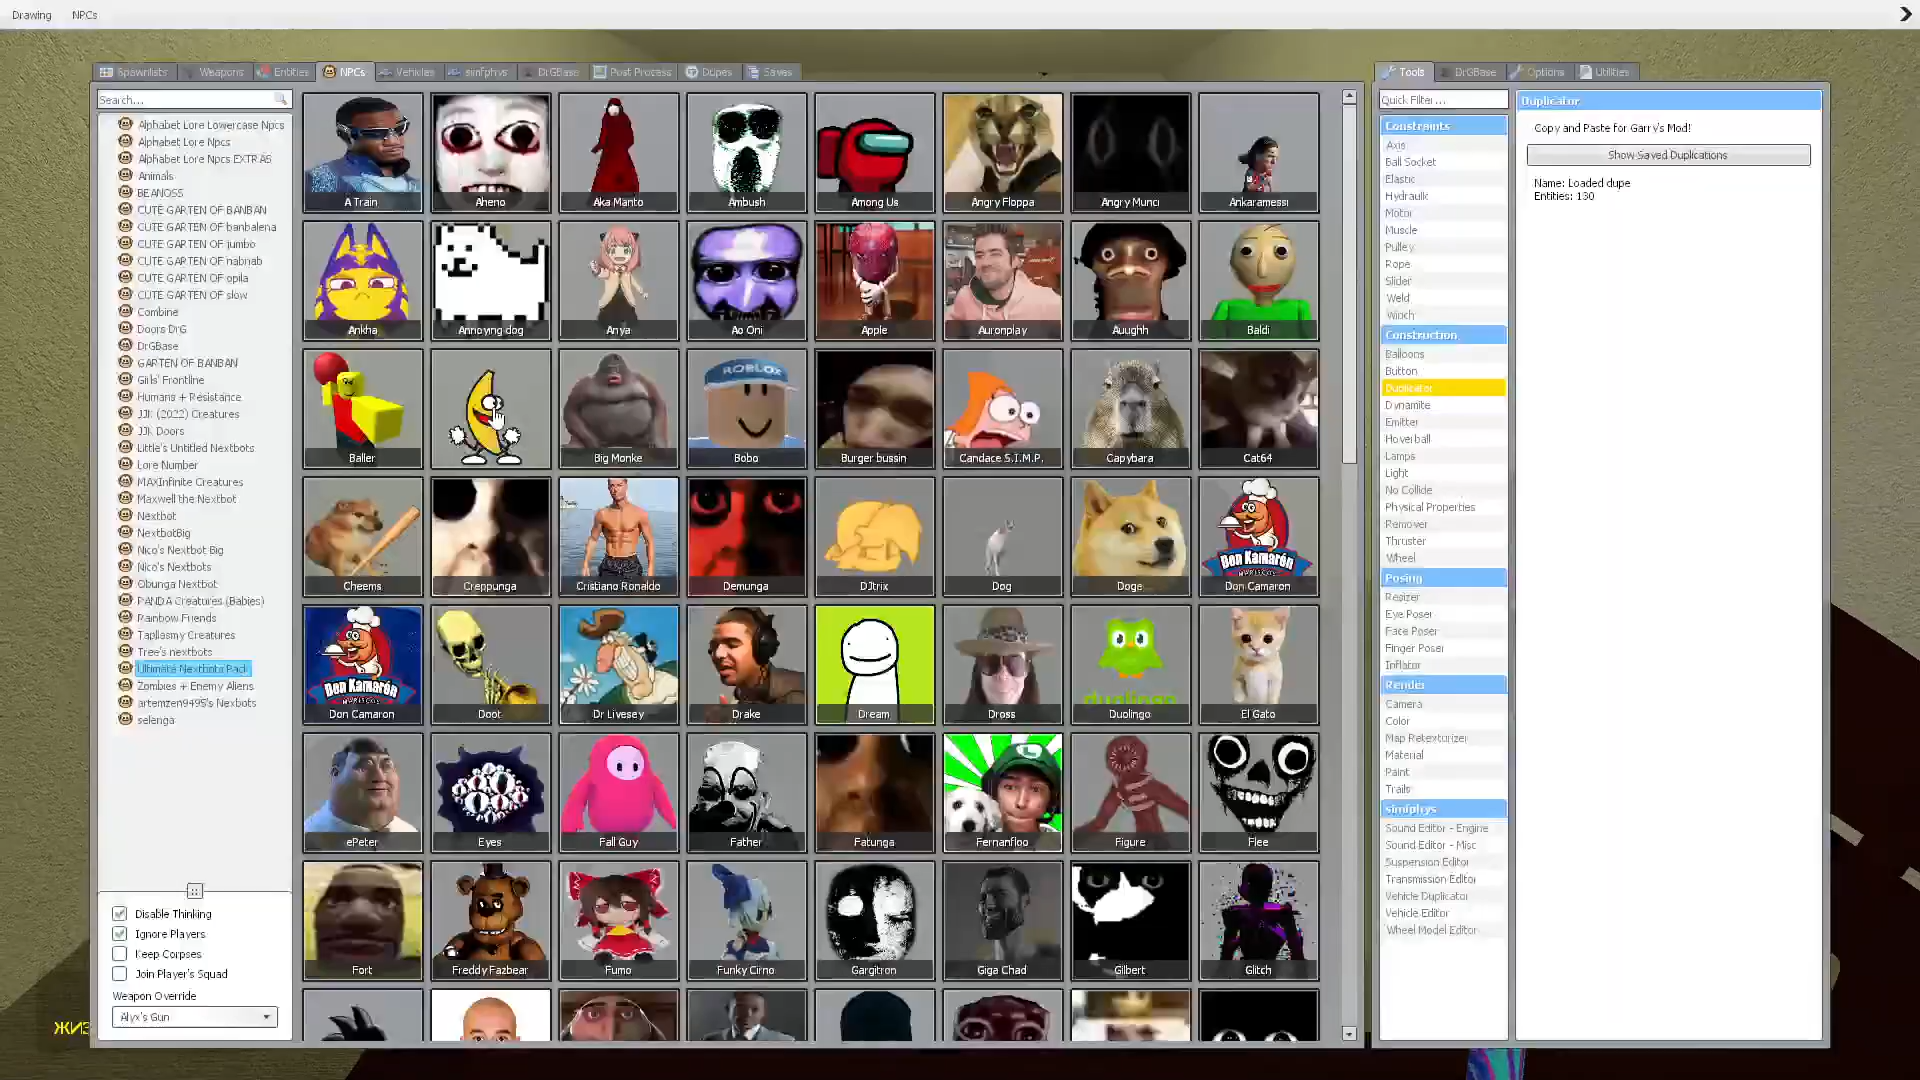 Drawing NPCs
Spawnlists Weapons Entities NPCs Vehicles simfphys DrGBase Post Process Dupes Saves
Tools DrGBase Options Utilities
Search...
Alphabet Lore Lowercase Npcs
Alphabet Lore Npcs
Alphabet Lore Npcs EXTRAS
Animals
BEANOSS
CUTE GARTEN OF BANBAN
CUTE GARTEN OF banbalena
CUTE GARTEN OF jumbo
CUTE GARTEN OF nabnab
CUTE GARTEN OF opila
CUTE GARTEN OF slow
Combine
Doors DrG
DrGBase
GARTEN OF BANBAN
Girls' Frontline
Humans + Resistance
JJK (2022) Creatures
JJK Doors
Little's Untitled Nextbots
Lore Number
MAXInfinite Creatures
Maxwell the Nextbot
Nextbot
NextbotBig
Nico's Nextbot Big
Nico's Nextbots
Obunga Nextbot
PANDA Creatures (Babies)
Rainbow Friends
Tapliasmy Creatures
Tree's nextbots
Ultimate Nextbots Pack
Zombies + Enemy Aliens
artemzen9495's Nexbots
selenga
Disable Thinking
Ignore Players
Keep Corpses
Join Player's Squad
Weapon Override
Alyx's Gun
ЖИЗ
A Train Aheno Aka Manto Ambush Among Us Angry Floppa Angry Munci Ankaramessi
Ankha Annoying dog Anya Ao Oni Apple Auronplay Auughh Baldi
ROBLOX
Baller Big Monke Bobo Burger bussin Candace S.I.M.P. Capybara Cat64
DON KAMARÓN
Cheems Creppunga Cristiano Ronaldo Demunga DJtrix Dog Doge Don Camaron
DON KAMARÓN
duolingo
Don Camaron Doot Dr Livesey Drake Dream Dross Duolingo El Gato
L
ePeter Eyes Fall Guy Father Fatunga Fernanfloo Figure Flee
Fort Freddy Fazbear Fumo Funky Cirno Gargitron Giga Chad Gilbert Glitch
Quick Filter ...
Constraints
Axis
Ball Socket
Elastic
Hydraulic
Motor
Muscle
Pulley
Rope
Slider
Weld
Winch
Construction
Balloons
Button
Duplicator
Dynamite
Emitter
Hoverball
Lamps
Light
No Collide
Physical Properties
Remover
Thruster
Wheel
Posing
Resizer
Eye Poser
Face Poser
Finger Poser
Inflator
Render
Camera
Color
Map Retexturizer
Material
Paint
Trails
simfphys
Sound Editor - Engine
Sound Editor - Misc
Suspension Editor
Transmission Editor
Vehicle Duplicator
Vehicle Editor
Wheel Model Editor
Duplicator
Copy and Paste for Garry's Mod!
Show Saved Duplications
Name: Loaded dupe
Entities: 130